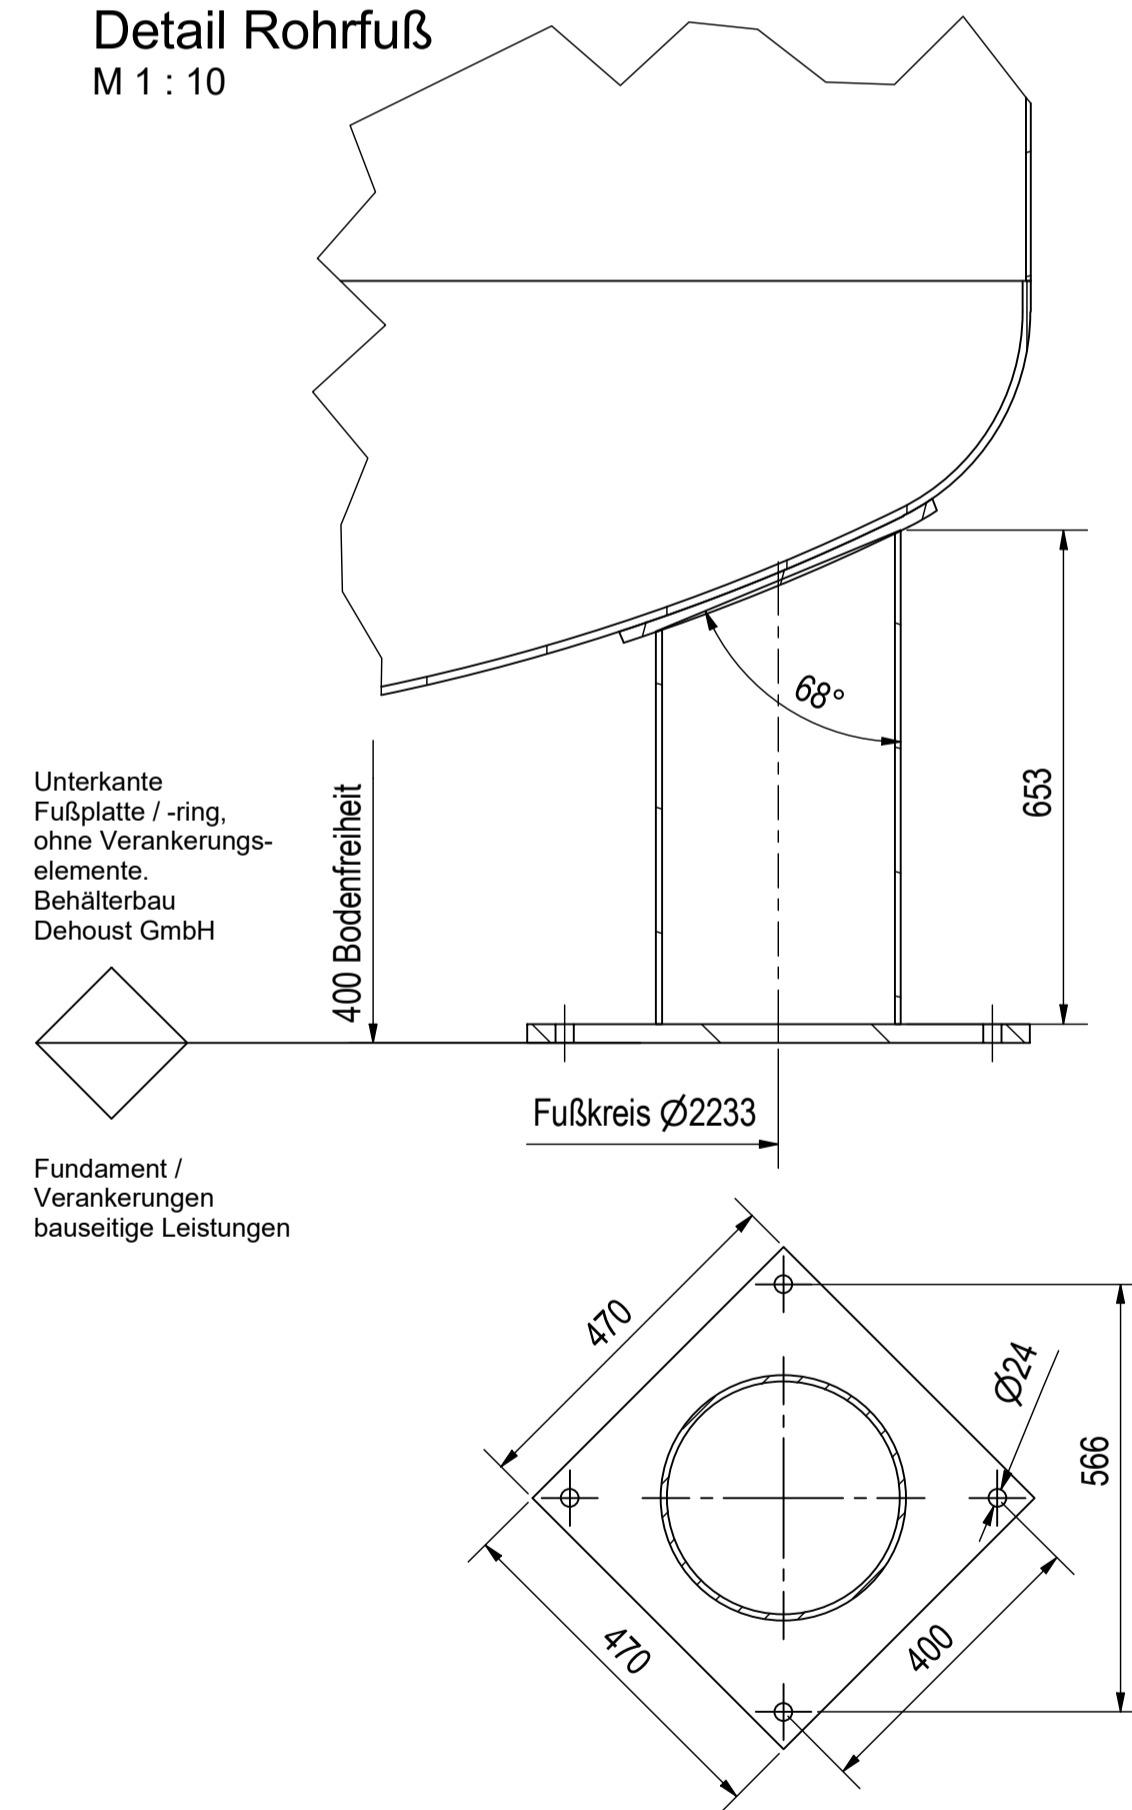 Detail Rohrfuß
M 1 : 10
68°
653
Unterkante
Fußplatte / -ring,
ohne Verankerungs-
elemente.
Behälterbau
Dehoust GmbH
400 Bodenfreiheit
Fußkreis Ø2233
Fundament /
Verankerungen
bauseitige Leistungen
470
Ø24
566
470
400